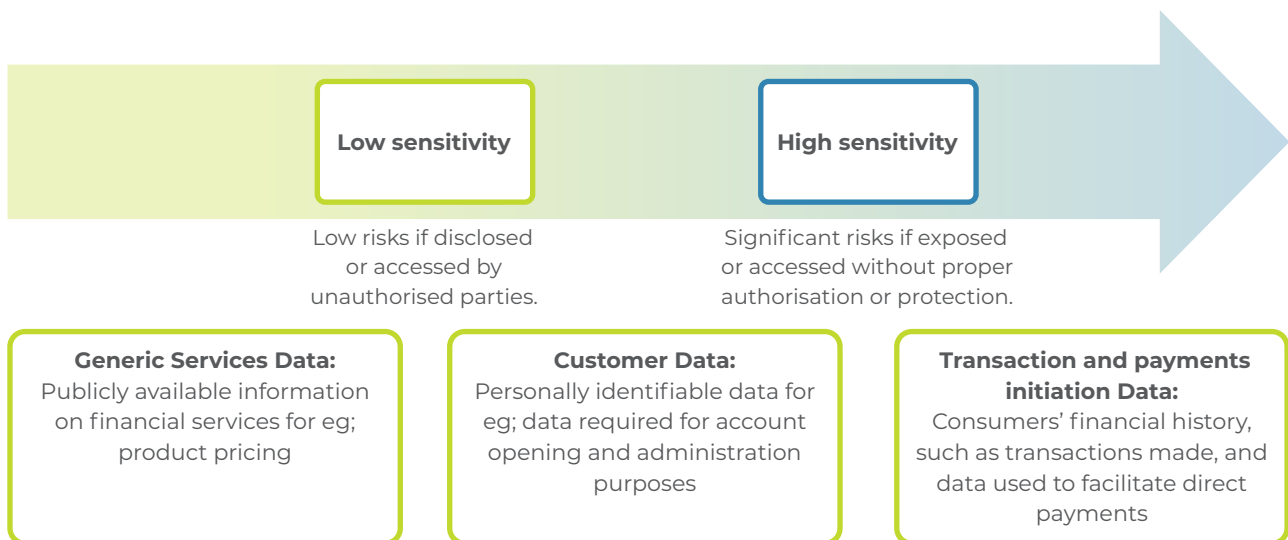 Low sensitivity
High sensitivity
Low risks if disclosed
or accessed by
unauthorised parties.
Significant risks if exposed
or accessed without proper
authorisation or protection.
Generic Services Data:
Publicly available information
on financial services for eg;
product pricing
Customer Data:
Personally identifiable data for
eg; data required for account
opening and administration
purposes
Transaction and payments
initiation Data:
Consumers’ financial history,
such as transactions made, and
data used to facilitate direct
payments